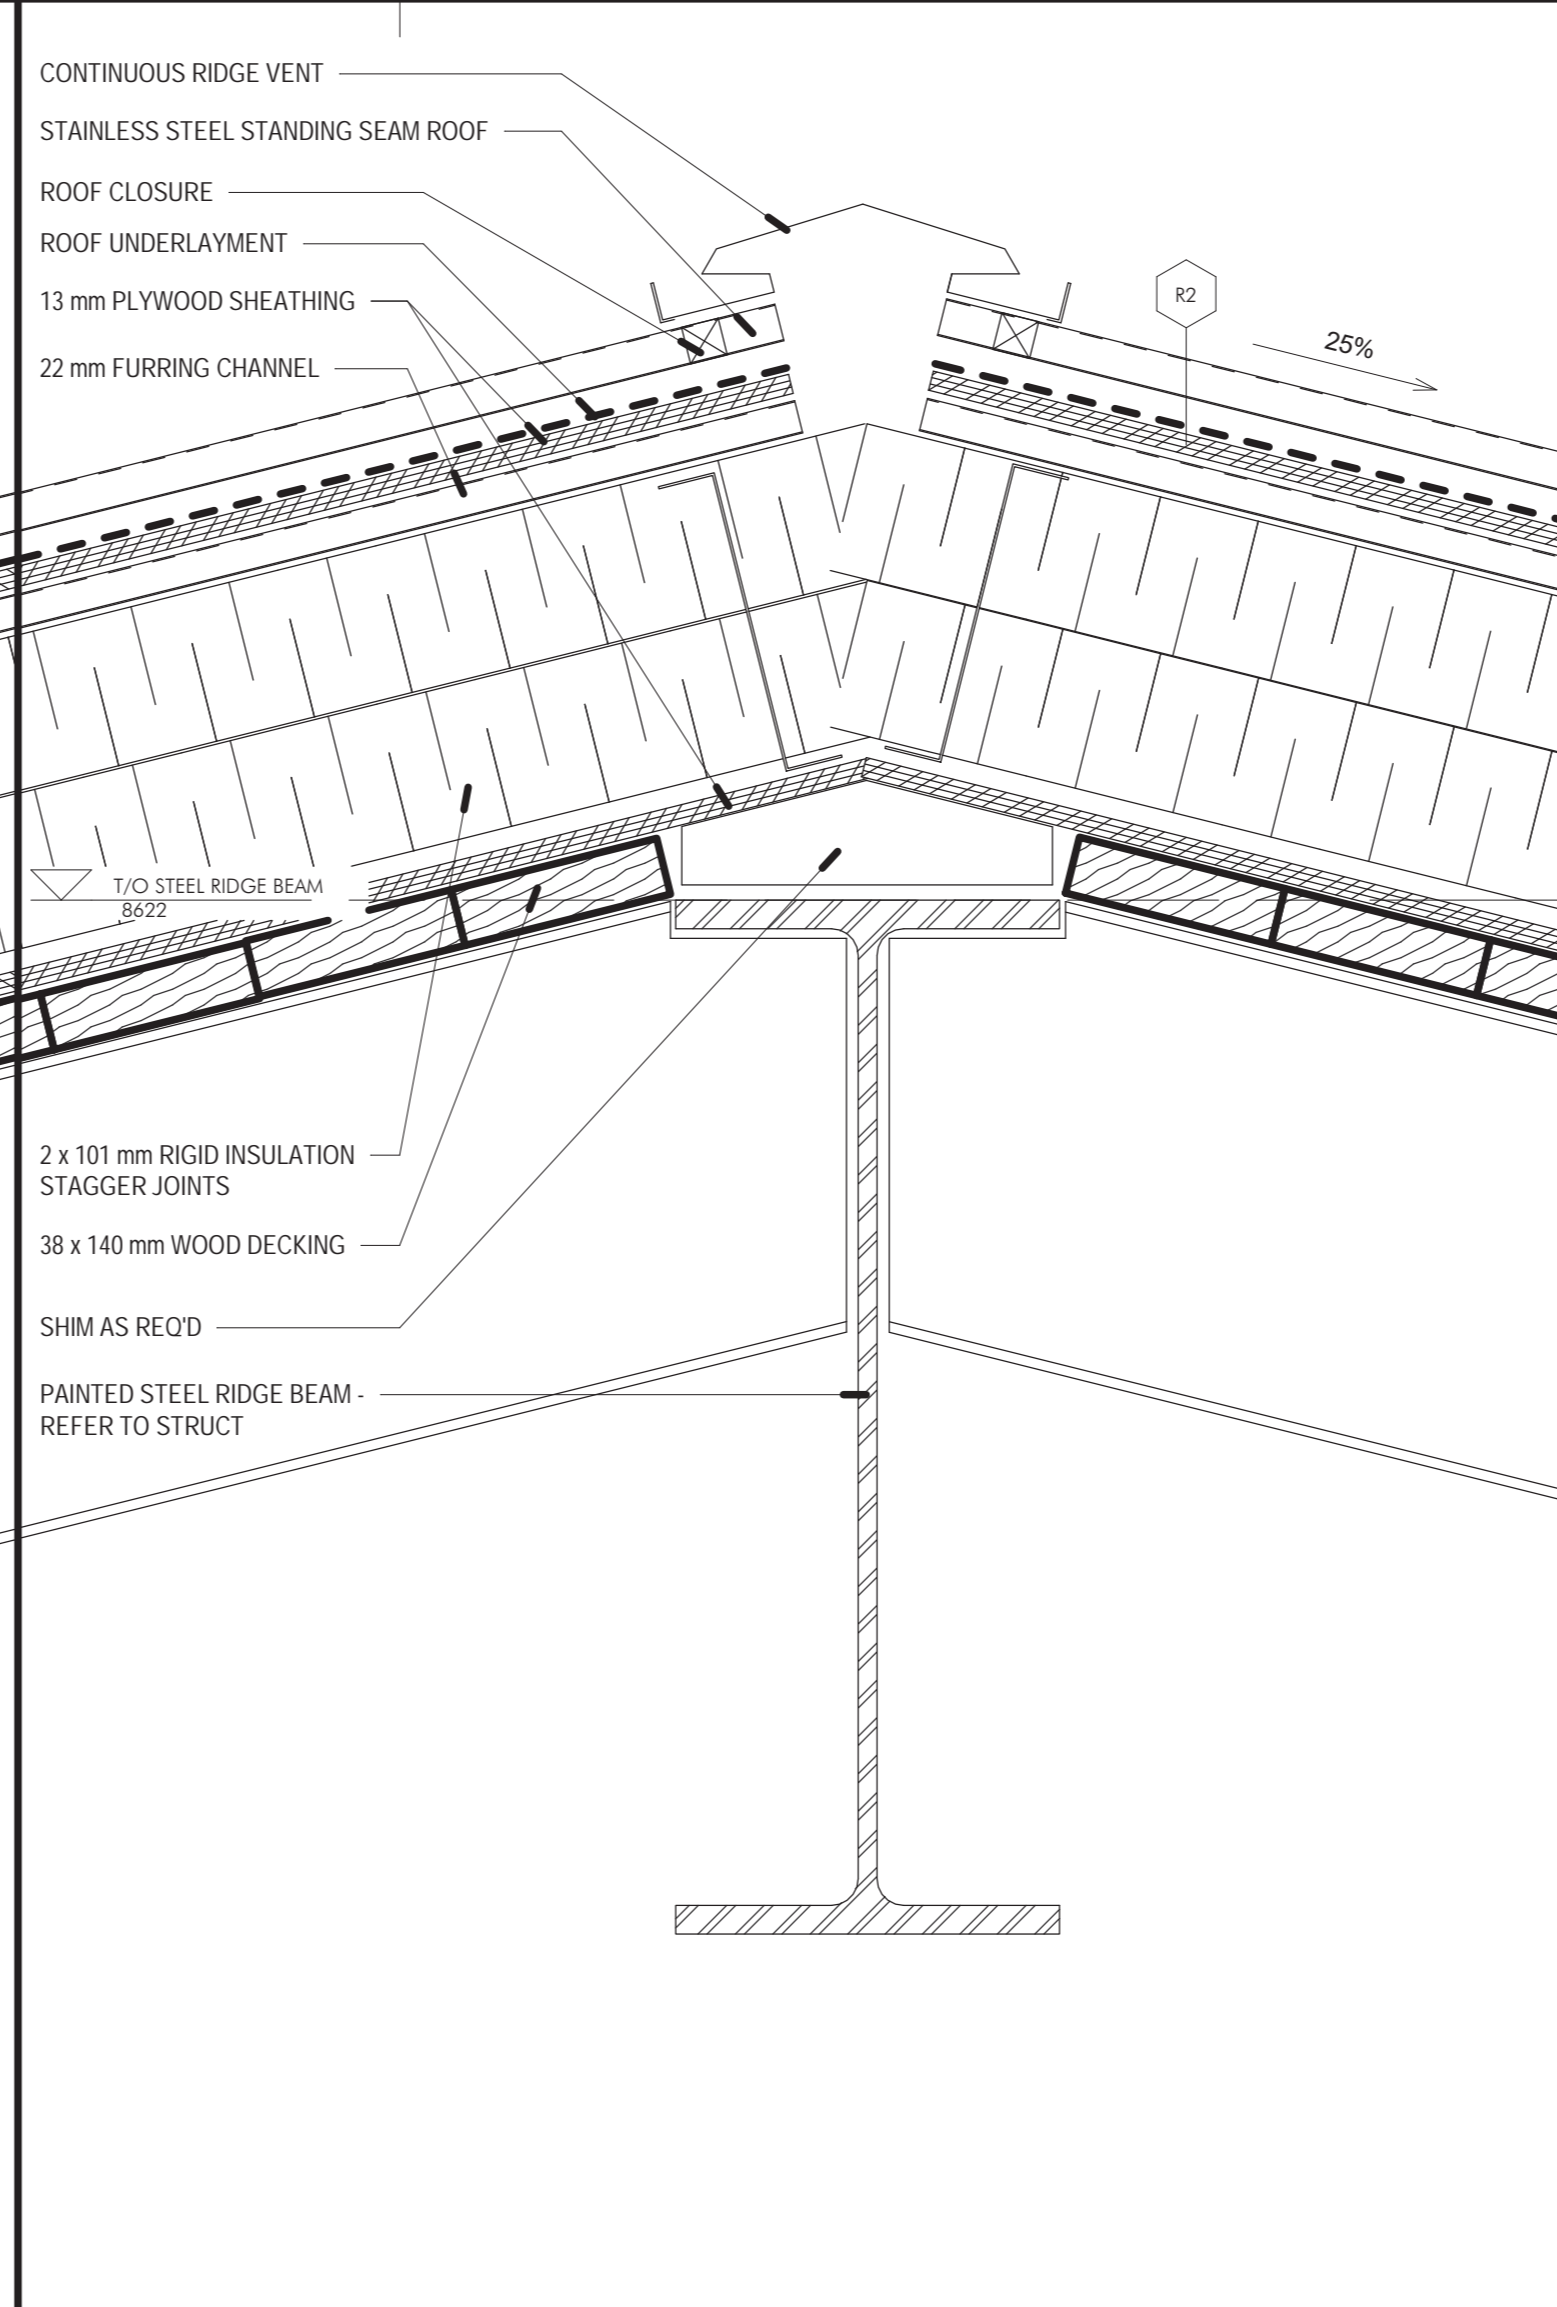 CONTINUOUS RIDGE VENT
STAINLESS STEEL STANDING SEAM ROOF
ROOF CLOSURE
ROOF UNDERLAYMENT
13 mm PLYWOOD SHEATHING
22 mm FURRING CHANNEL
R2
25%
T/O STEEL RIDGE BEAM
8622
2 x 101 mm RIGID INSULATION
STAGGER JOINTS
38 x 140 mm WOOD DECKING
SHIM AS REQ'D
PAINTED STEEL RIDGE BEAM -
REFER TO STRUCT